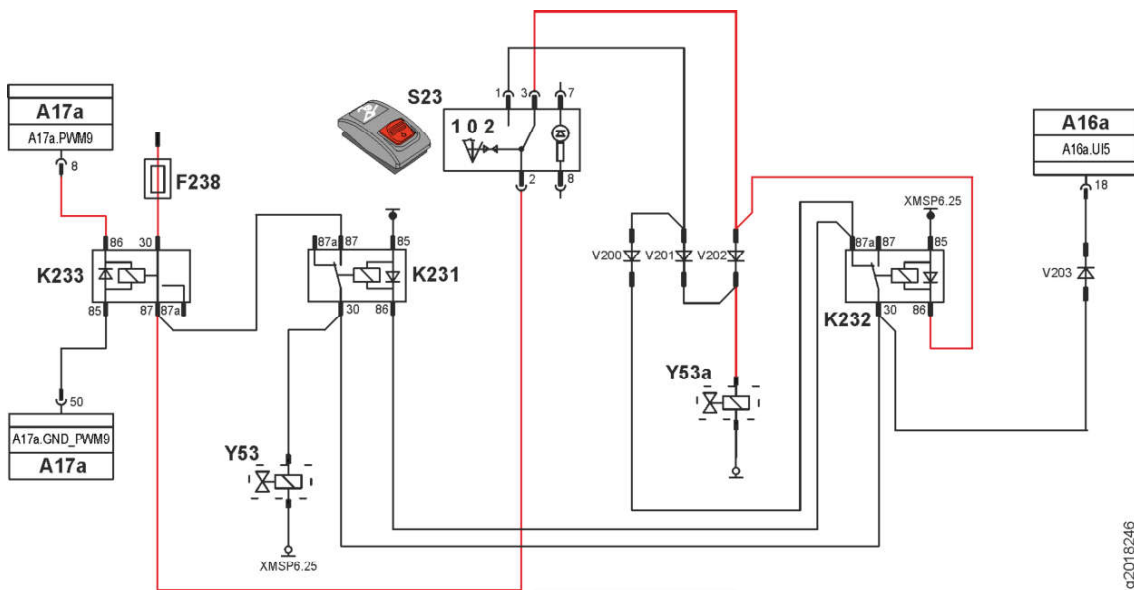 A17a
A17a.PWM9
8
F238
86
30
K233
85
87
87a
50
A17a.GND_PWM9
A17a
87a
87
85
K231
30
86
Y53
XMSP6.25
S23
1
3
7
1 0 2
2
8
V200
V201
V202
Y53a
XMSP6.25
87a
87
85
K232
30
86
A16a
A16a.UI5
18
V203
g2018246